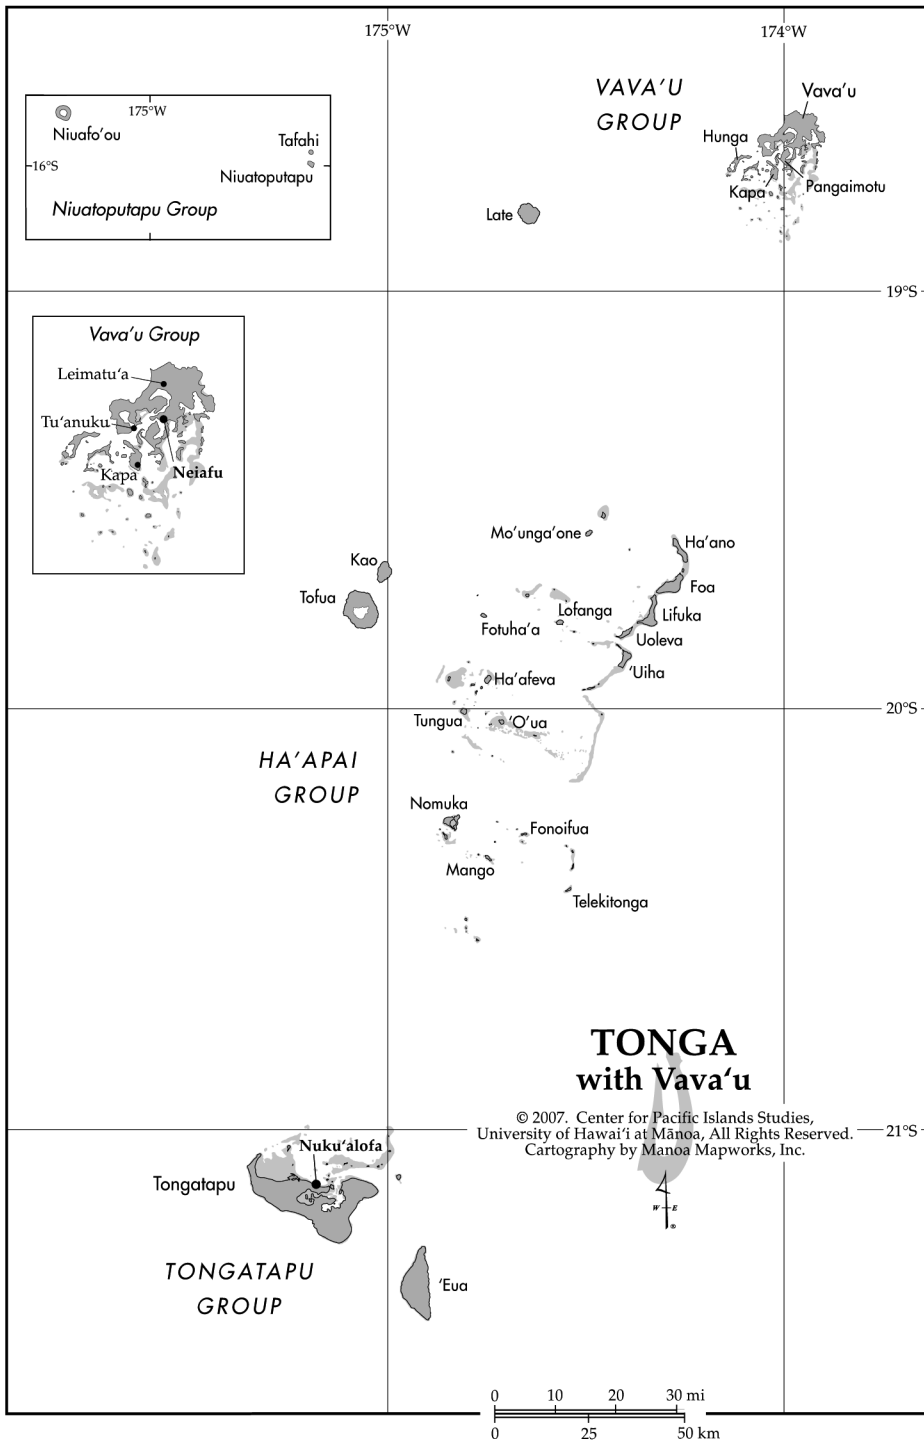 175°W
174°W
VAVA’U
GROUP
Vava’u
Hunga
Kapa
Pangaimotu
Late
175°W
Niuafo’ou
Tafahi
16°S
Niuatoputapu
Niuatoputapu Group
19°S
Vava’u Group
Leimatu‘a
Tu‘anuku
Kapa
Neiafu
Mo’unga’one
Ha’ano
Kao
Foa
Tofua
Lofanga
Lifuka
Fotuha’a
Uoleva
‘Uiha
Ha’afeva
20°S
Tungua
‘O’ua
HA’APAI
GROUP
Nomuka
Fonoifua
Mango
Telekitonga
TONGA
with Vava‘u
© 2007. Center for Pacific Islands Studies,
University of Hawai‘i at Mānoa, All Rights Reserved.
Cartography by Manoa Mapworks, Inc.
21°S
Nuku‘alofa
Tongatapu
W E
®
TONGATAPU
GROUP
‘Eua
0 10 20 30 mi
0 25 50 km